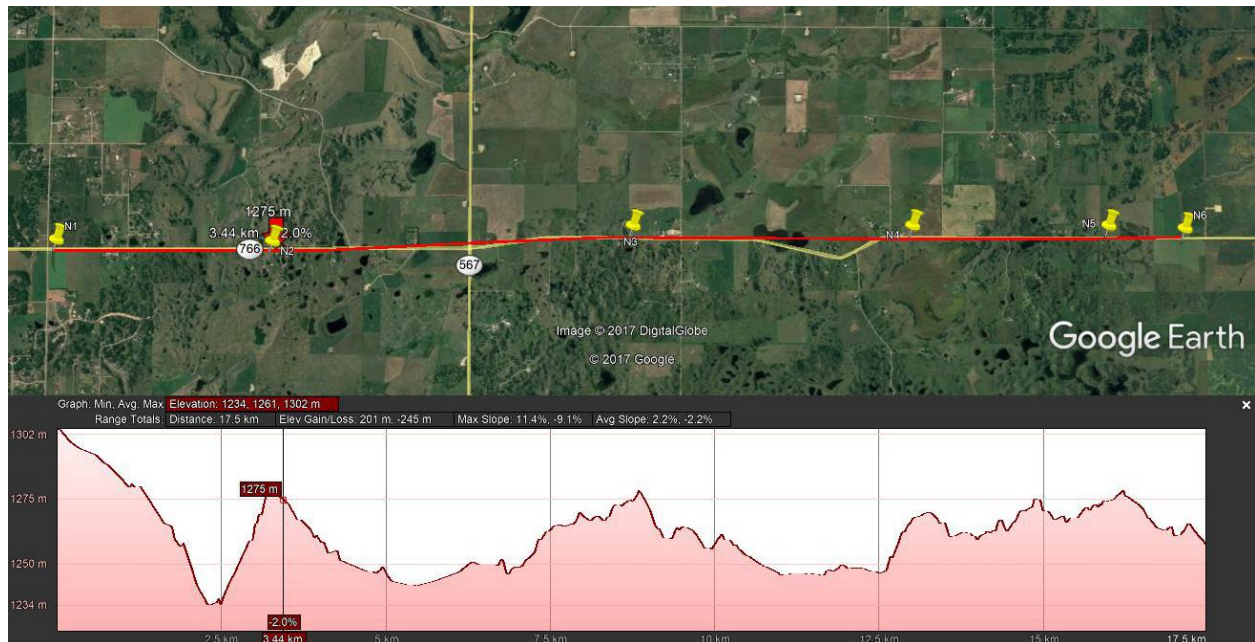 N1
1275 m
3.44 km -2.0%
766
N2
567
N3
N4
N5
N6
Image © 2017 DigitalGlobe
© 2017 Google
Google Earth
Graph: Min, Avg, Max Elevation: 1234, 1261, 1302 m
Range Totals: Distance: 17.5 km Elev Gain/Loss: 201 m, -245 m Max Slope: 11.4%, -9.1% Avg Slope: 2.2%, -2.2%
1302 m
1275 m
1275 m
1250 m
1234 m
-2.0%
2.5 km 3.44 km 5 km 7.5 km 10 km 12.5 km 15 km 17.5 km